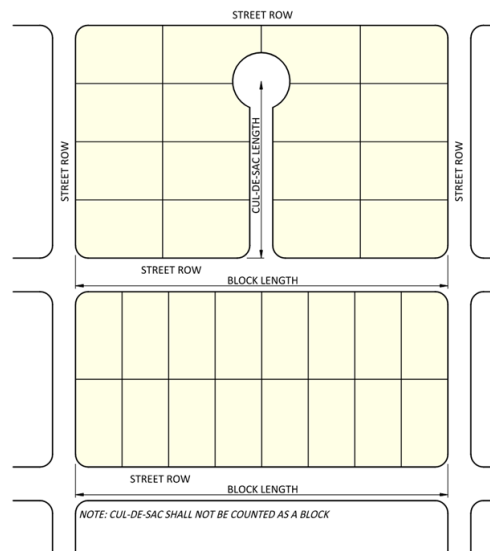 STREET ROW
STREET ROW
CUL-DE-SAC LENGTH
STREET ROW
STREET ROW
BLOCK LENGTH
STREET ROW
BLOCK LENGTH
NOTE: CUL-DE-SAC SHALL NOT BE COUNTED AS A BLOCK